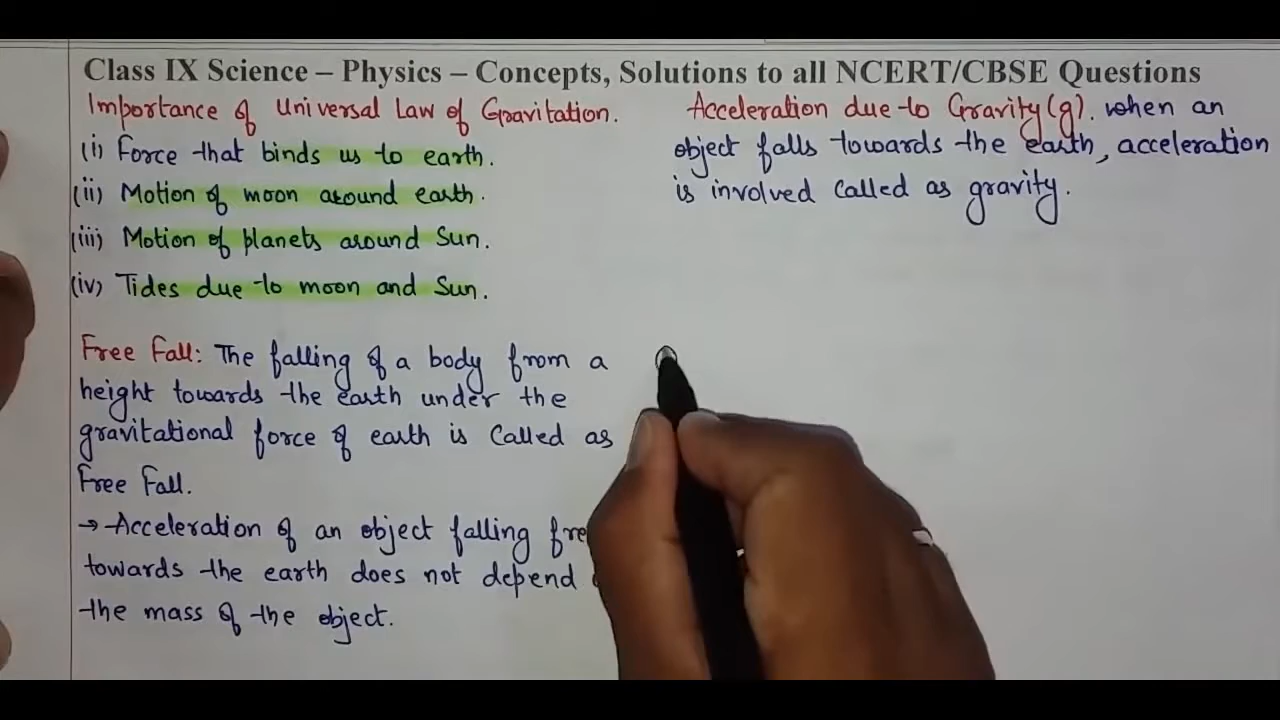 Class IX Science – Physics – Concepts, Solutions to all NCERT/CBSE Questions
Importance of Universal Law of Gravitation.
(i) Force that binds us to earth.
(ii) Motion of moon around earth.
(iii) Motion of planets around Sun.
(iv) Tides due to moon and Sun.
Free Fall: The falling of a body from a
height towards the earth under the
gravitational force of earth is called as
Free Fall.
→ Acceleration of an object falling
towards the earth does not depend
the mass of the object.
Acceleration due to Gravity(g). when an
object falls towards the earth, acceleration
is involved called as gravity.